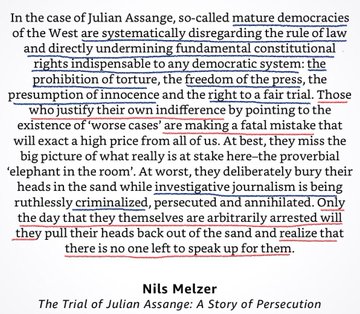 In the case of Julian Assange, so-called mature democracies
of the West are systematically disregarding the rule of law
and directly undermining fundamental constitutional
rights indispensable to any democratic system: the
prohibition of torture, the freedom of the press, the
presumption of innocence and the right to a fair trial. Those
who justify their own indifference by pointing to the
existence of ‘worse cases’ are making a fatal mistake that
will exact a high price from all of us. At best, they miss the
big picture of what really is at stake here–the proverbial
‘elephant in the room’. At worst, they deliberately bury their
heads in the sand while investigative journalism is being
ruthlessly criminalized, persecuted and annihilated. Only
the day that they themselves are arbitrarily arrested will
they pull their heads back out of the sand and realize that
there is no one left to speak up for them.
Nils Melzer
The Trial of Julian Assange: A Story of Persecution